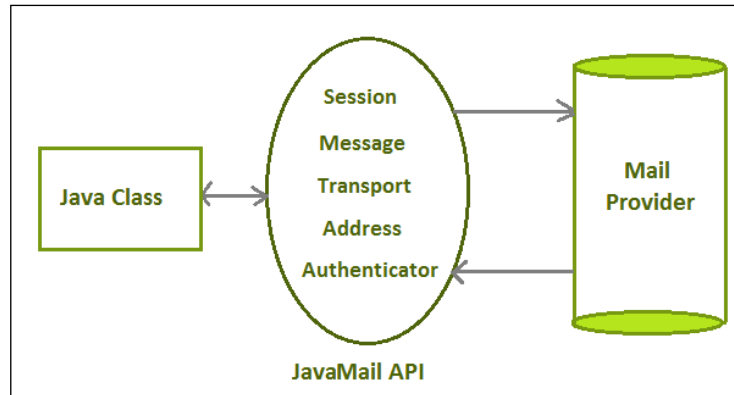 Java Class
Session
Message
Transport
Address
Authenticator
JavaMail API
Mail
Provider